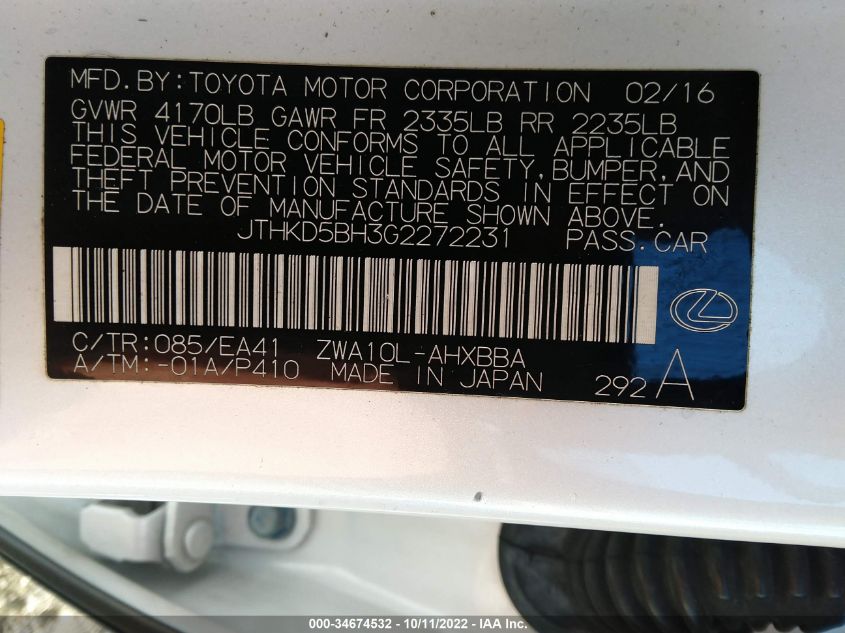 MFD.BY:TOYOTA MOTOR CORPORATION 02/16
GVWR 4170LB GAWR FR 2335LB RR 2235LB
THIS VEHICLE CONFORMS TO ALL APPLICABLE
FEDERAL MOTOR VEHICLE SAFETY,BUMPER,AND
THEFT PREVENTION STANDARDS IN EFFECT ON
THE DATE OF MANUFACTURE SHOWN ABOVE.
JTHKD5BH3G2272231 PASS.CAR
C/TR:085/EA41 ZWA10L-AHXBBA
A/TM:-01A/P410 MADE IN JAPAN 292 A
000-34674532 - 10/11/2022 - IAA Inc.